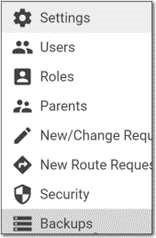 Settings
Users
Roles
Parents
New/Change Requ
New Route Reques
Security
Backups